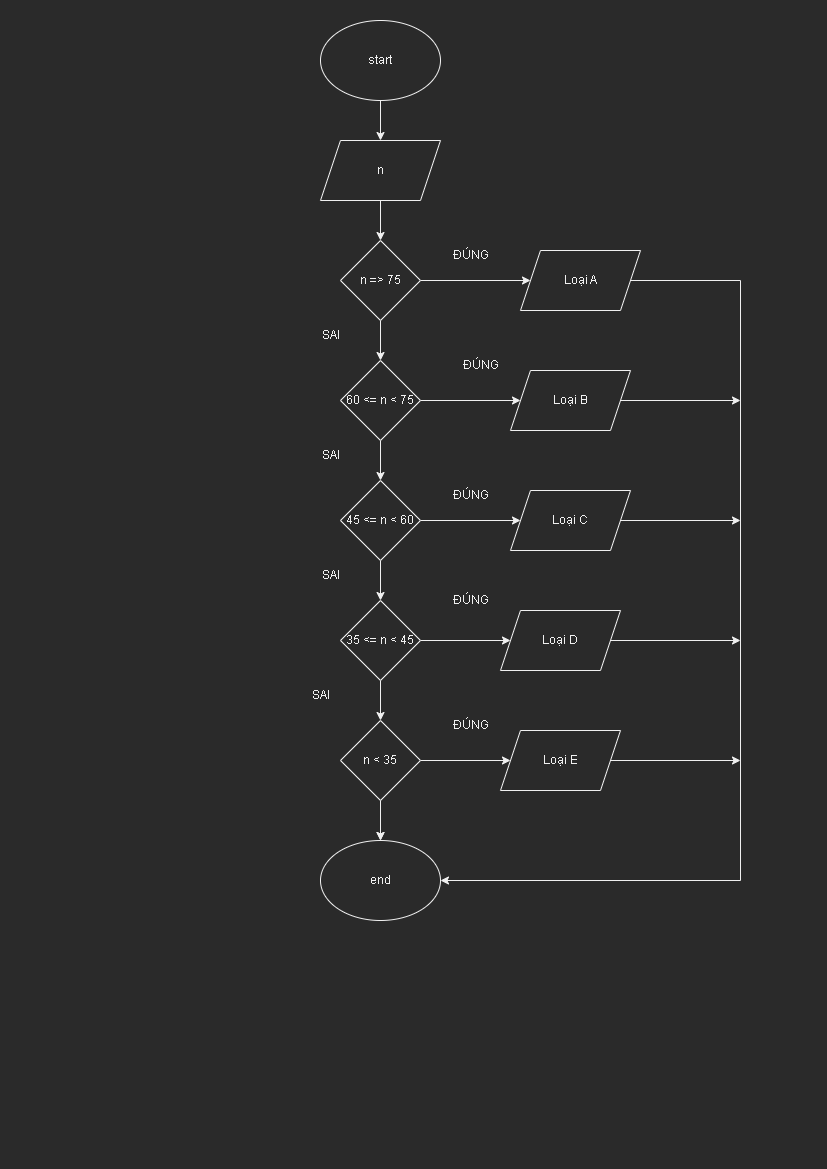 start
n
ĐÚNG
n => 75
Loại A
SAI
ĐÚNG
60 <= n < 75
Loại B
SAI
ĐÚNG
45 <= n < 60
Loại C
SAI
ĐÚNG
35 <= n < 45
Loại D
SAI
ĐÚNG
n < 35
Loại E
end